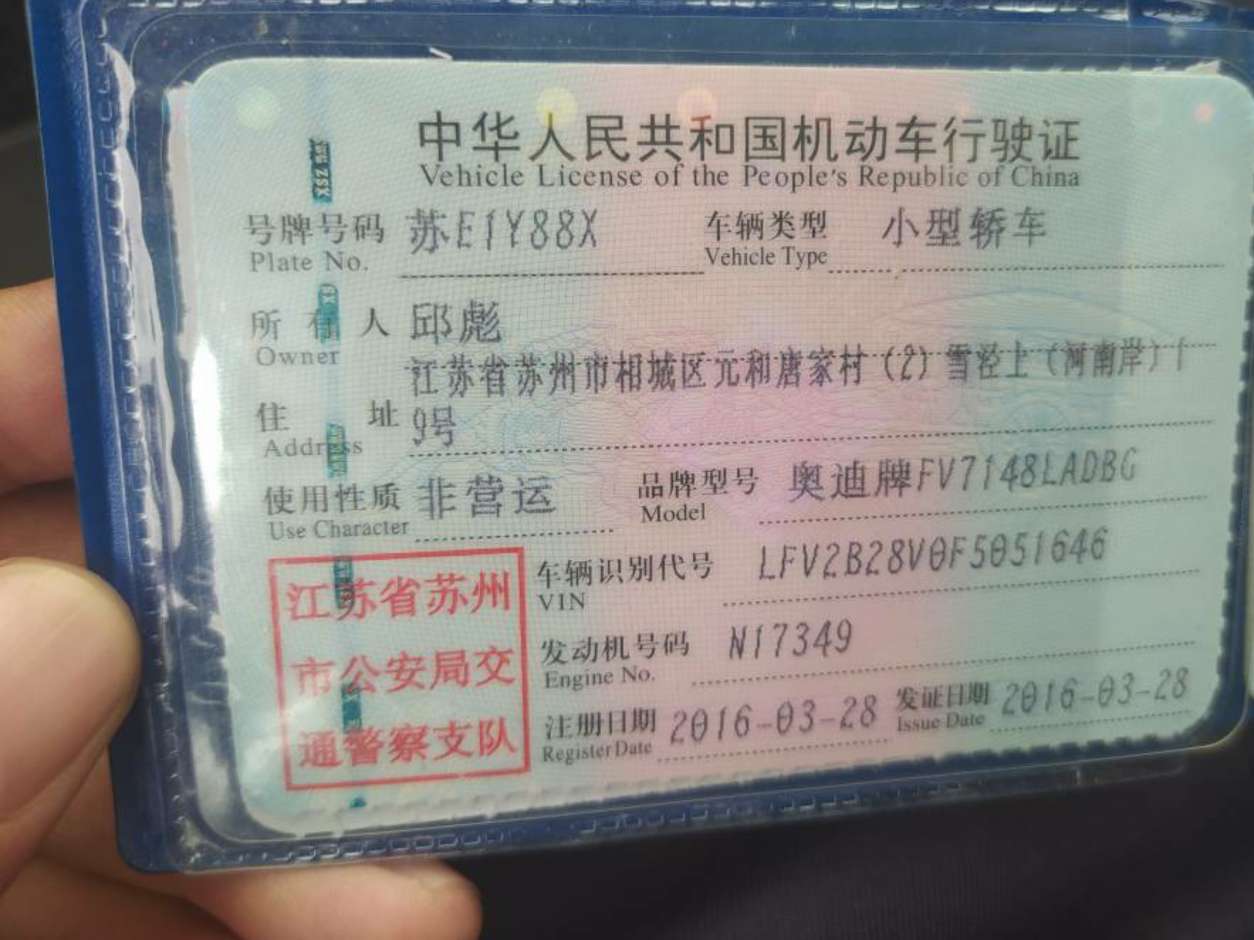 中华人民共和国机动车行驶证
Vehicle License of the People's Republic of China
号牌号码 苏E1Y88X 车辆类型 小型轿车
Plate No. Vehicle Type
所有人 邱彪
Owner
江苏省苏州市相城区元和唐家村(2)雪泾上(河南岸)1
住址 9号
Address
使用性质 非营运 品牌型号 奥迪牌FV7148LADBG
Use Character Model
江苏省苏州 车辆识别代号 LFV2B28V0F5051646
VIN
市公安局交 发动机号码 N17349
Engine No.
通警察支队 注册日期 2016-03-28 发证日期 2016-03-28
Register Date Issue Date